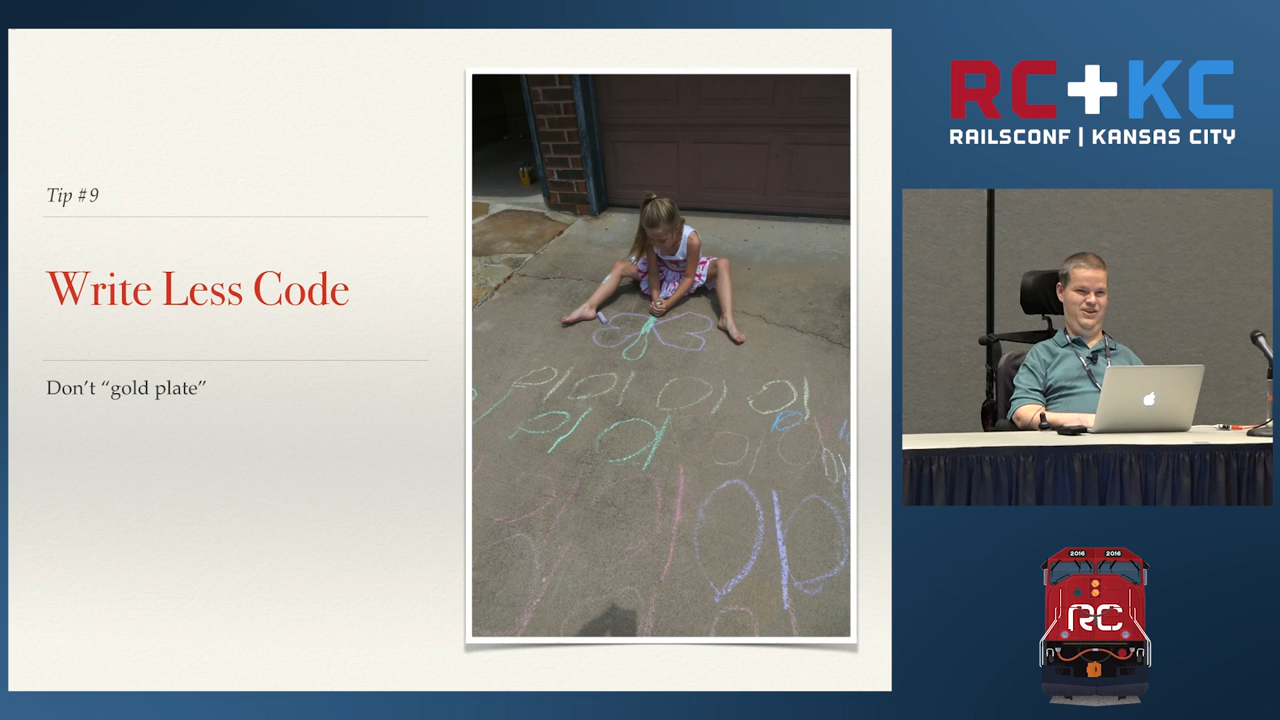 Tip #9
Write Less Code
Don't “gold plate”
RC+KC
RAILSCONF | KANSAS CITY
2016 2016
RC